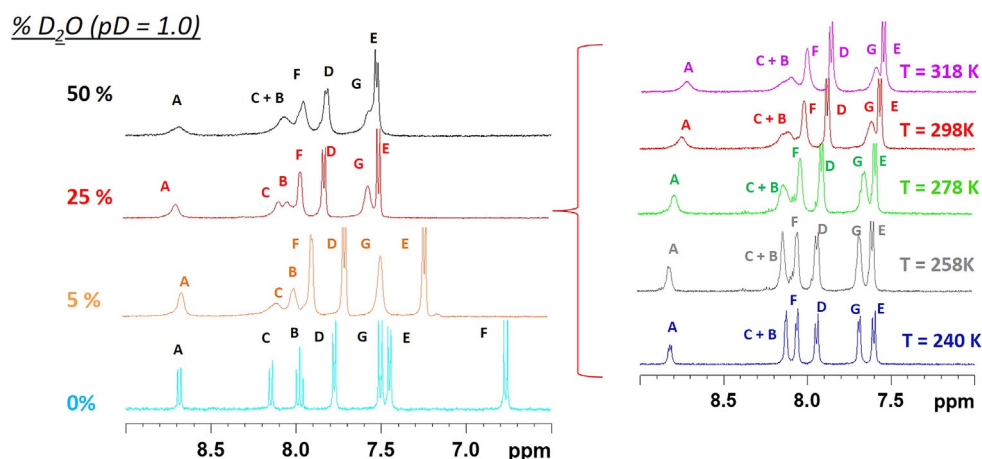 % D₂O (pD = 1.0)
50 %
A
C + B
F
D
G
E
25 %
A
C
B
F
D
G
E
5 %
A
C
B
F
D
G
E
0%
A
C
B
D
G
E
F
8.5 8.0 7.5 7.0 ppm
A
C + B
F
D
G
E
T = 318 K
A
C + B
F
D
G
E
T = 298K
A
C + B
F
D
G
E
T = 278 K
A
C + B
F
D
G
E
T = 258K
A
C + B
F
D
G
E
T = 240 K
8.5 8.0 7.5 ppm